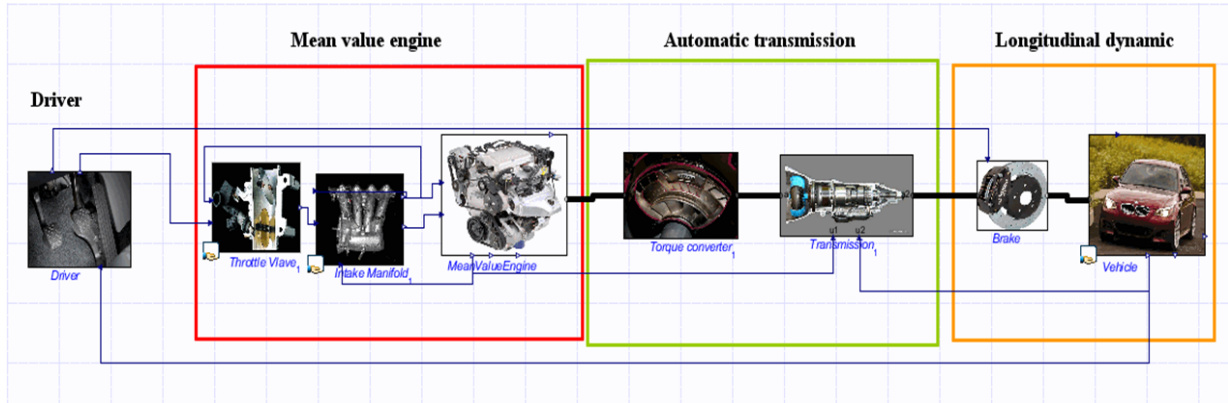 Mean value engine
Automatic transmission
Longitudinal dynamic
Driver
Driver
Throttle Vlave1
Intake Manifold1
MeanValueEngine
Torque converter1
u1 u2
Transmission1
Brake
Vehicle